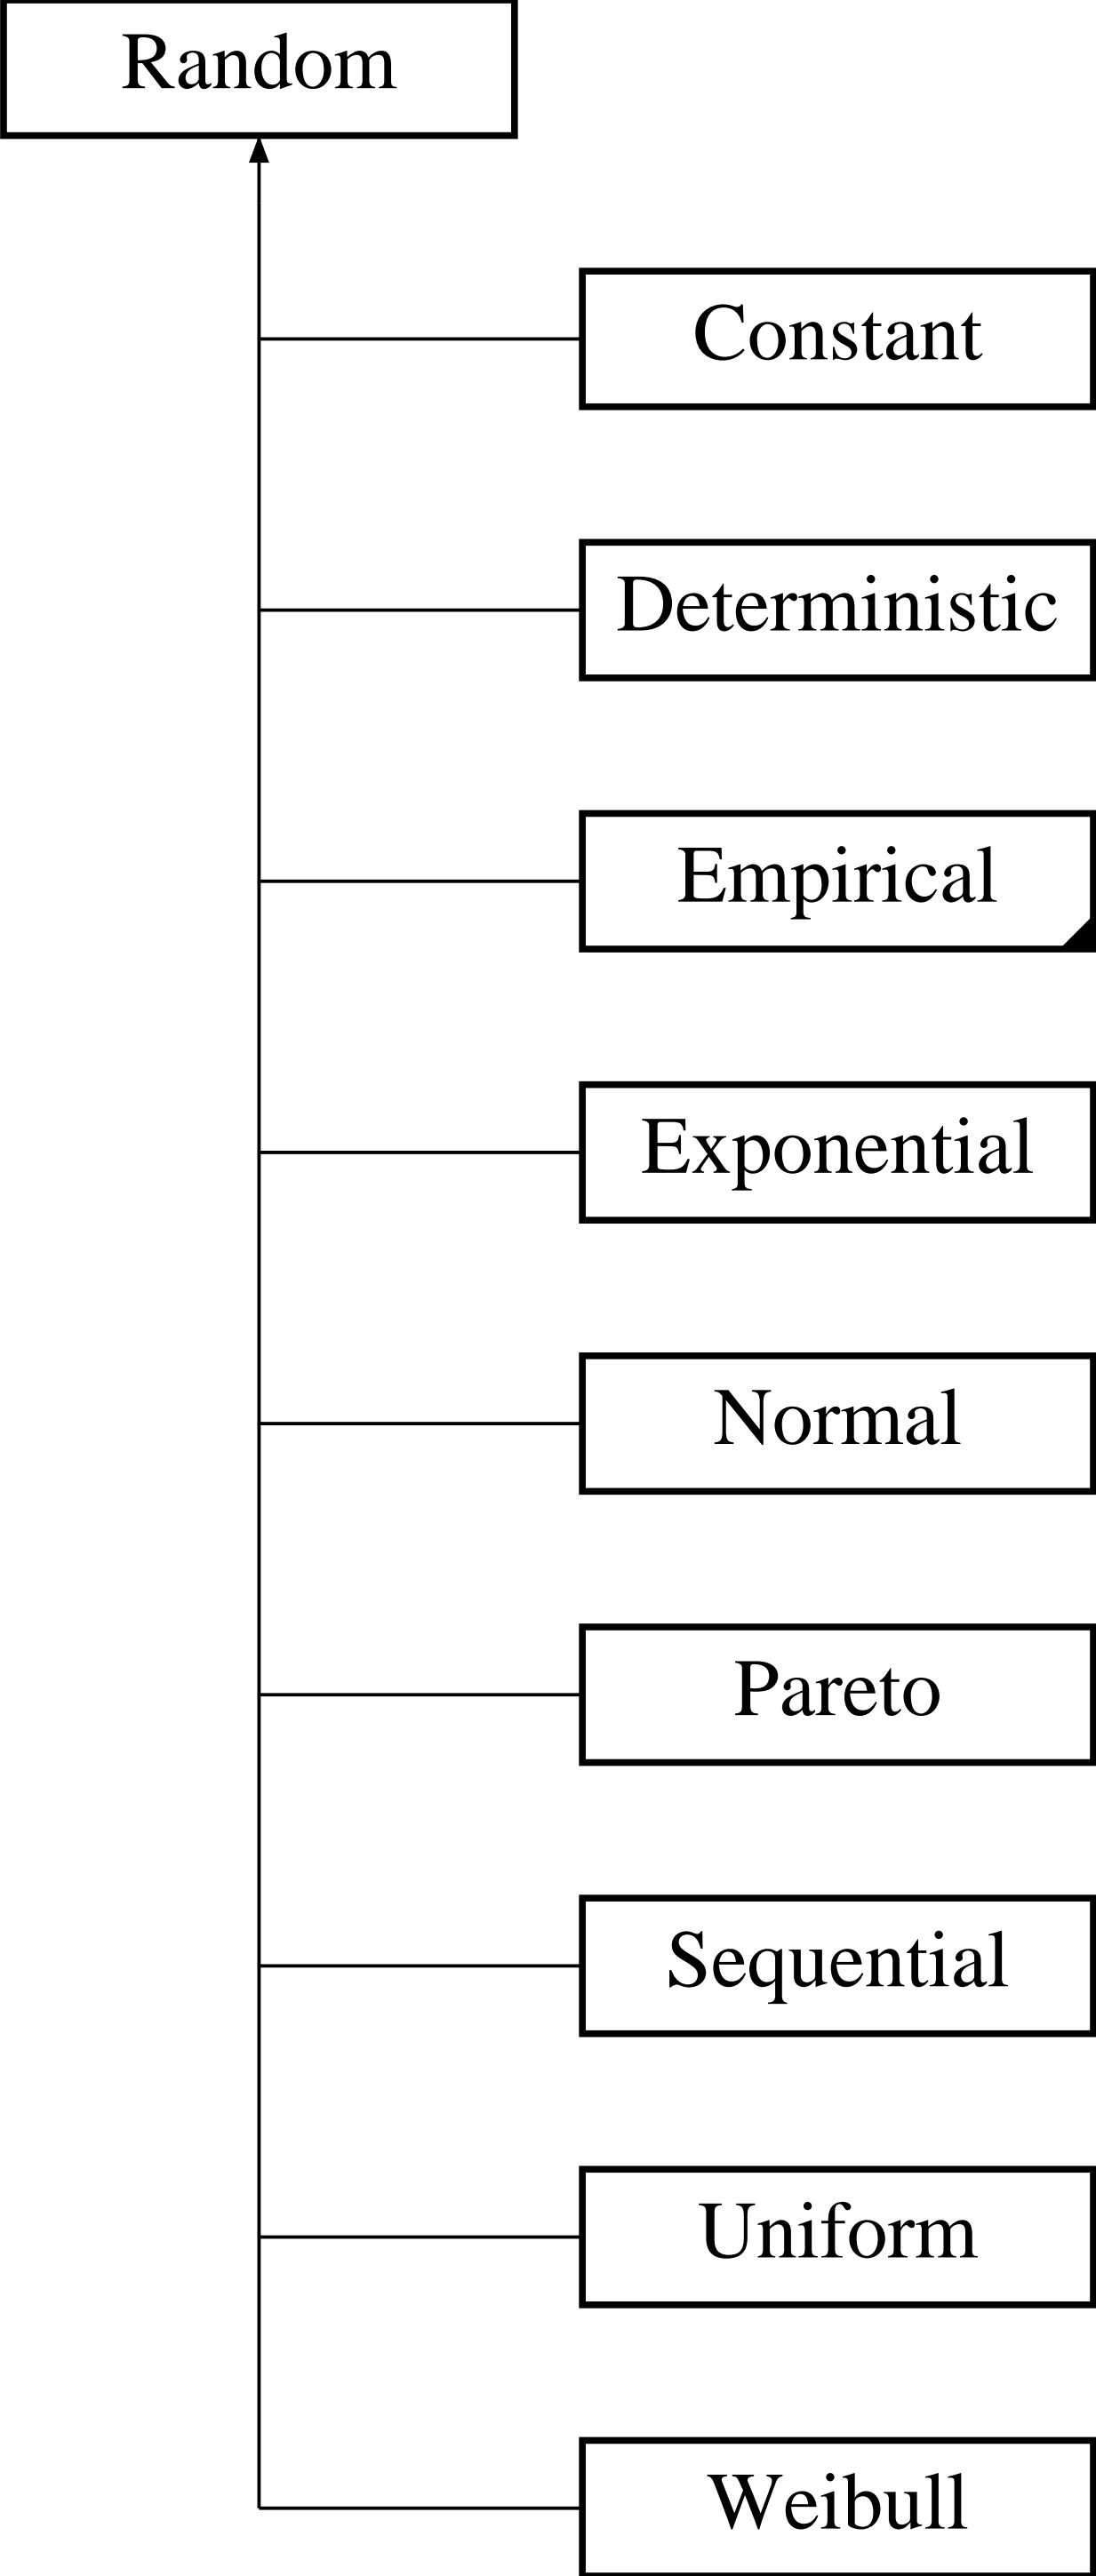 Random
Constant
Deterministic
Empirical
Exponential
Normal
Pareto
Sequential
Uniform
Weibull